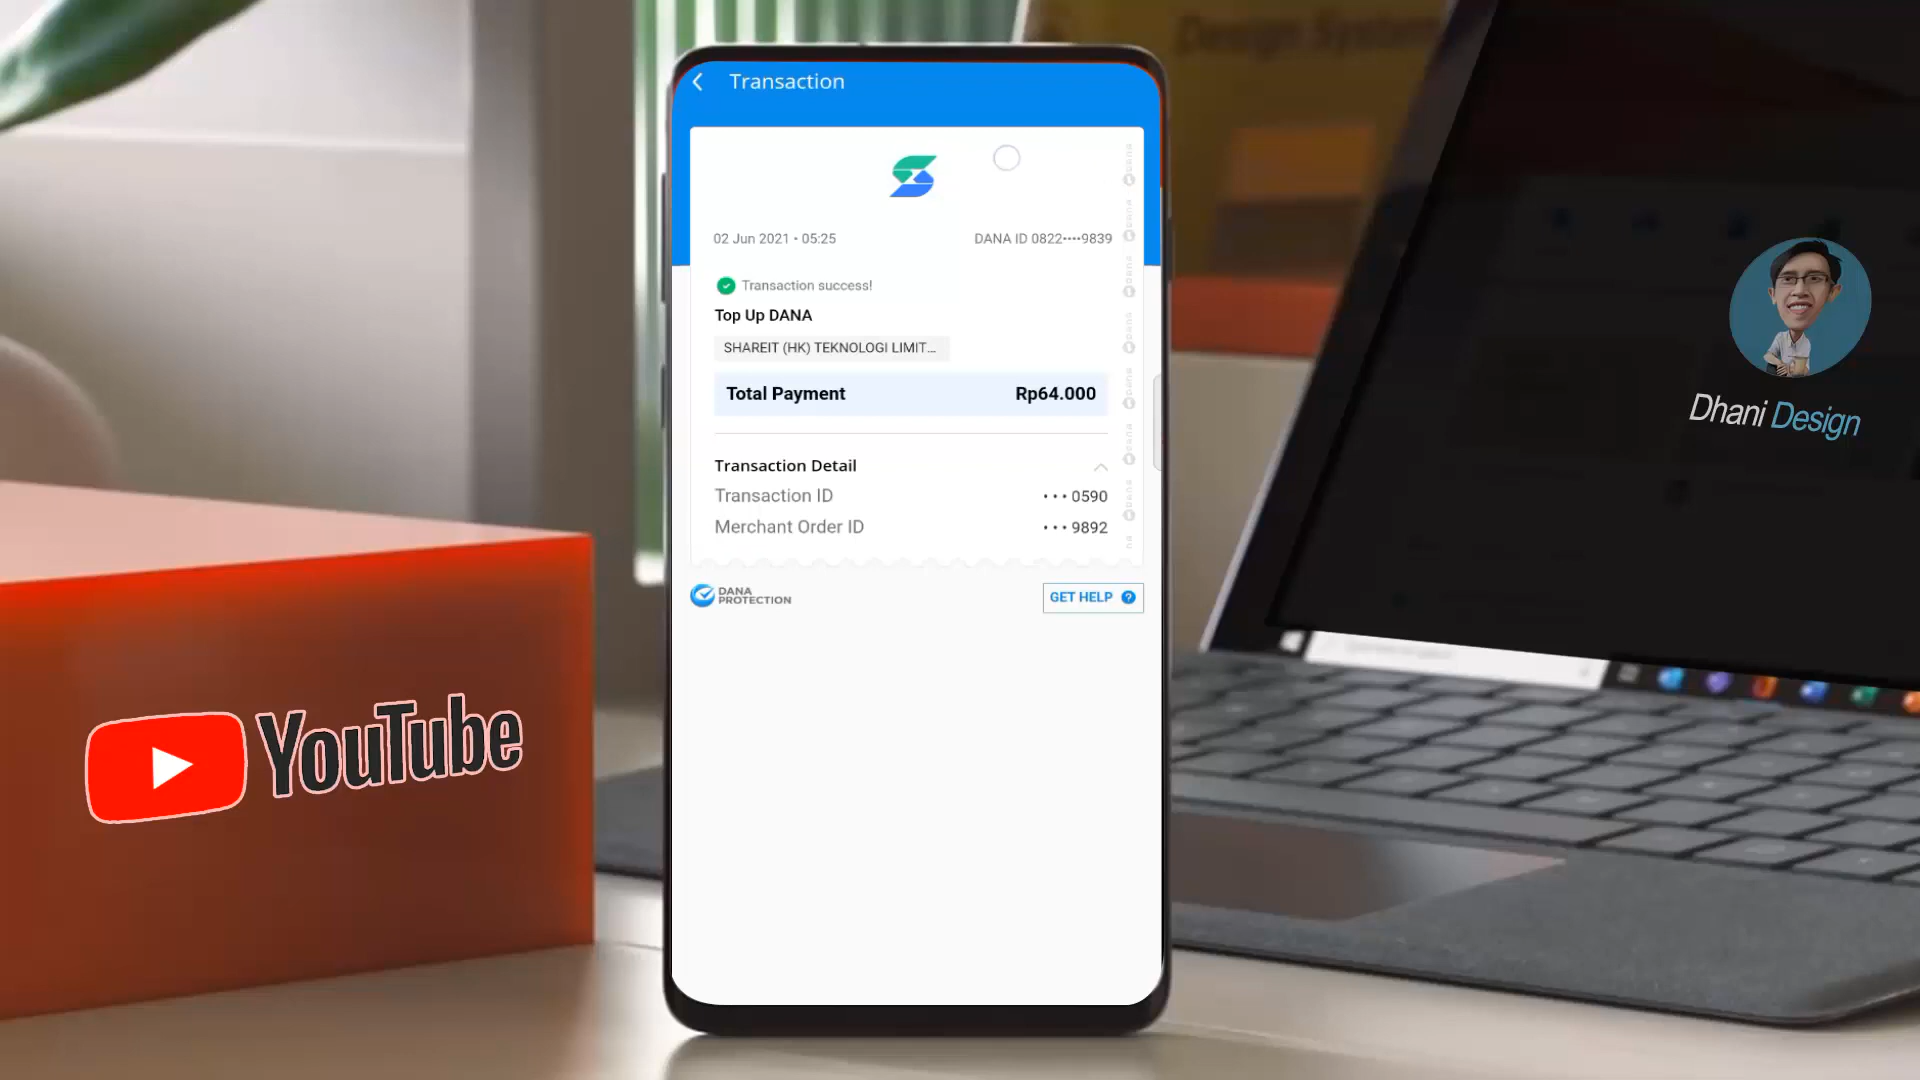 Design System
Transaction
02 Jun 2021 • 05:25
DANA ID 0822••••9839
Transaction success!
Top Up DANA
SHAREIT (HK) TEKNOLOGI LIMIT...
Total Payment
Rp64.000
Transaction Detail
Transaction ID
••• 0590
Merchant Order ID
••• 9892
DANA
PROTECTION
GET HELP
Dhani Design
YouTube